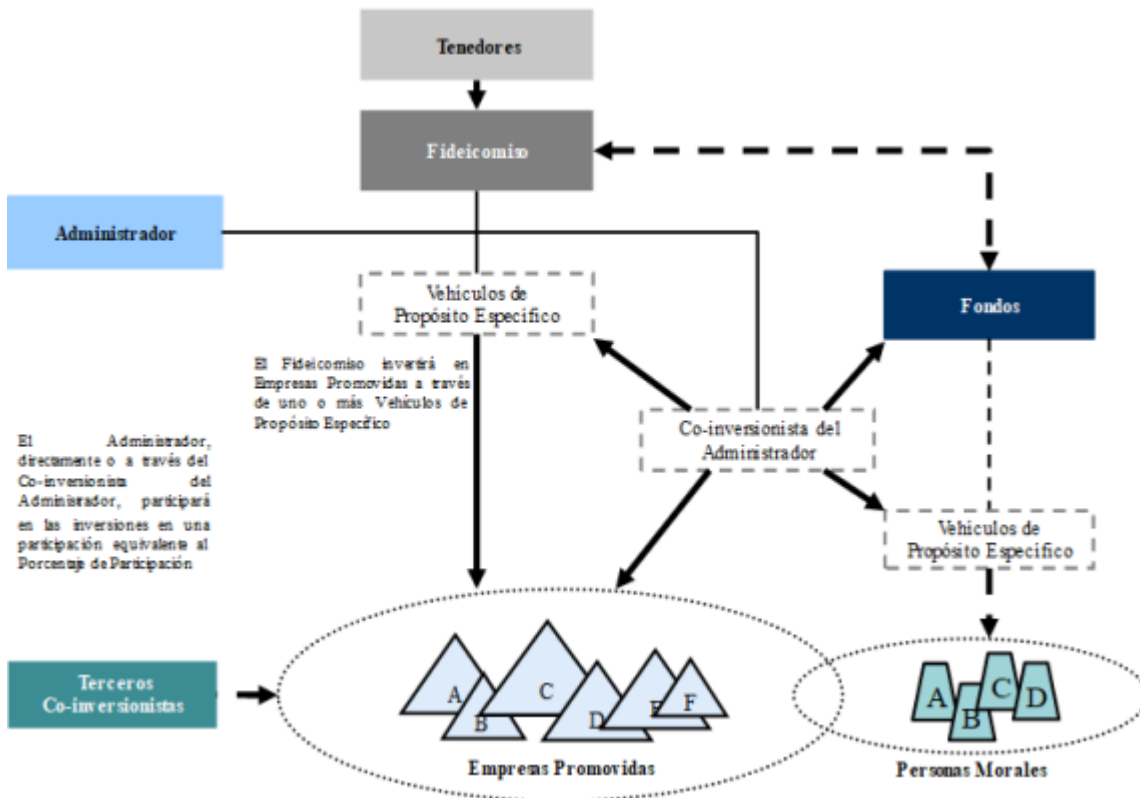 Tenedores
Fideicomiso
Administrador
Vehículos de
Propósito Específico
Fondos
El Fideicomiso invertirá en
Empresas Promovidas a través
de uno o más Vehículos de
Propósito Específico
Co-inversionista del
Administrador
El Administrador,
directamente o a través del
Co-inversionista del
Administrador, participará
en las inversiones en una
participación equivalente al
Porcentaje de Participación
Vehículos de
Propósito Específico
Terceros
Co-inversionistas
A
B
C
D
E
F
Empresas Promovidas
A
B
C
D
Personas Morales